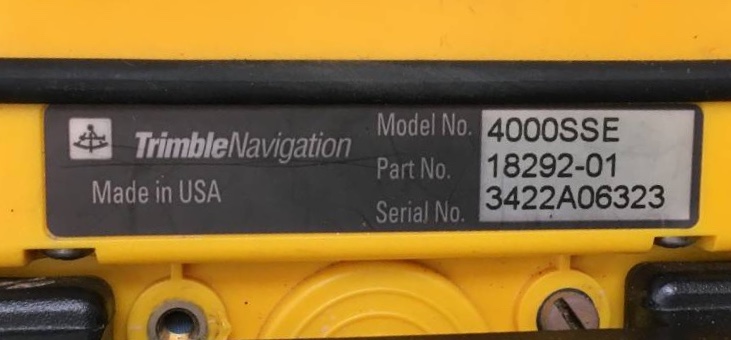 TrimbleNavigation
Made in USA
Model No. 4000SSE
Part No. 18292-01
Serial No. 3422A06323